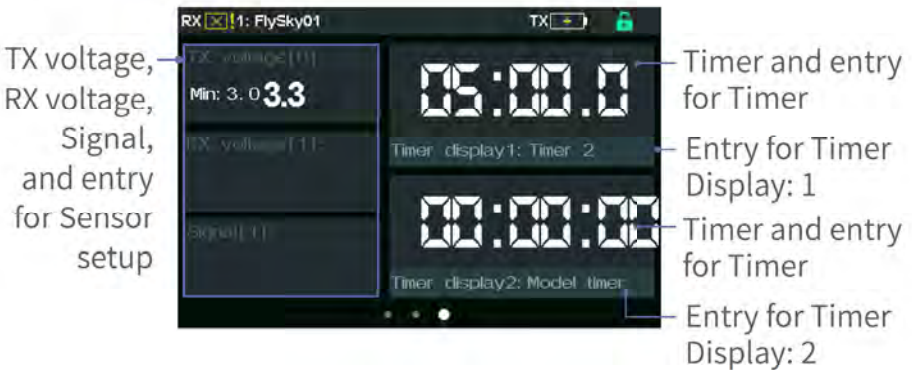 RX !1: FlySky01
TX
TX voltage,
RX voltage,
Signal,
and entry
for Sensor
setup
TX voltage[1]
Min: 3. 0 3.3
RX voltage[1]
Signal[1]
05:00.0
Timer display1: Timer 2
00:00:00
Timer display2: Model timer
Timer and entry
for Timer
Entry for Timer
Display: 1
Timer and entry
for Timer
Entry for Timer
Display: 2